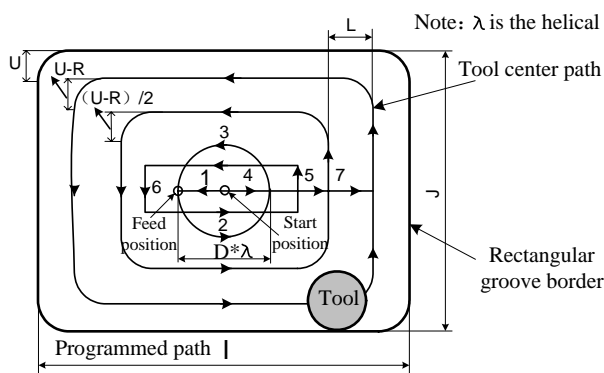 Note: λ is the helical
L
U
U-R
Tool center path
(U-R)/2
3
6
1
4
5
7
J
Feed position
Start position
2
D*λ
Rectangular groove border
Tool
Programmed path I